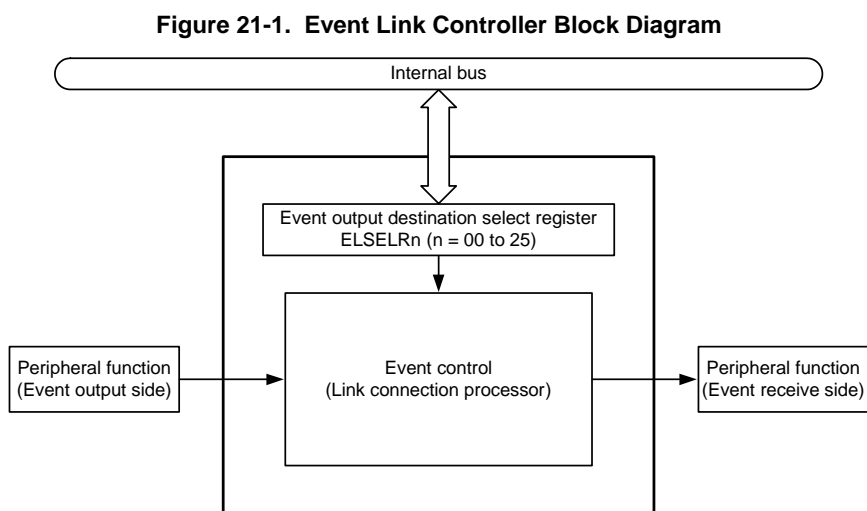 Figure 21-1. Event Link Controller Block Diagram
Internal bus
Event output destination select register
ELSELRn (n = 00 to 25)
Peripheral function
(Event output side)
Event control
(Link connection processor)
Peripheral function
(Event receive side)